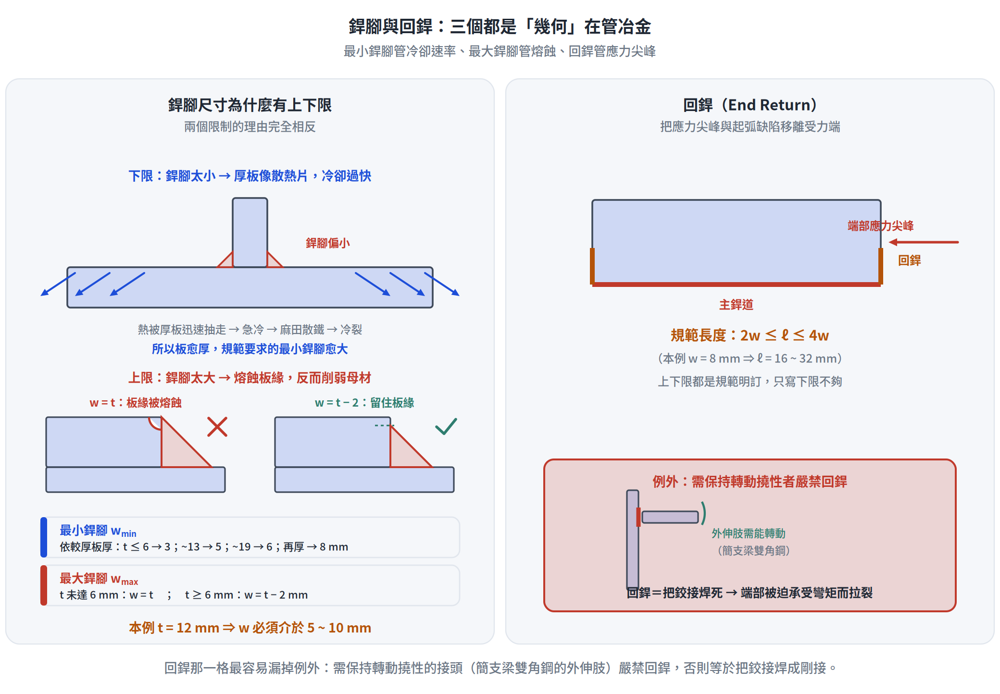 銲腳與回銲：三個都是「幾何」在管冶金
最小銲腳管冷卻速率、最大銲腳管熔蝕、回銲管應力尖峰
銲腳尺寸為什麼有上下限
兩個限制的理由完全相反
下限：銲腳太小 → 厚板像散熱片，冷卻過快
銲腳偏小
熱被厚板迅速抽走 → 急冷 → 麻田散鐵 → 冷裂
所以板愈厚，規範要求的最小銲腳愈大
上限：銲腳太大 → 熔蝕板緣，反而削弱母材
w = t：板緣被熔蝕
w = t − 2：留住板緣
最小銲腳 wmin
依較厚板厚：t ≤ 6 → 3；~13 → 5；~19 → 6；再厚 → 8 mm
最大銲腳 wmax
t 未達 6 mm：w = t　；　t ≥ 6 mm：w = t − 2 mm
本例 t = 12 mm ⇒ w 必須介於 5 ~ 10 mm
回銲（End Return）
把應力尖峰與起弧缺陷移離受力端
端部應力尖峰
回銲
主銲道
規範長度：2w ≤ ℓ ≤ 4w
（本例 w = 8 mm ⇒ ℓ = 16 ~ 32 mm）
上下限都是規範明訂，只寫下限不夠
例外：需保持轉動撓性者嚴禁回銲
外伸肢需能轉動
（簡支梁雙角鋼）
回銲＝把鉸接焊死 → 端部被迫承受彎矩而拉裂
回銲那一格最容易漏掉例外：需保持轉動撓性的接頭（簡支梁雙角鋼的外伸肢）嚴禁回銲，否則等於把鉸接焊成剛接。